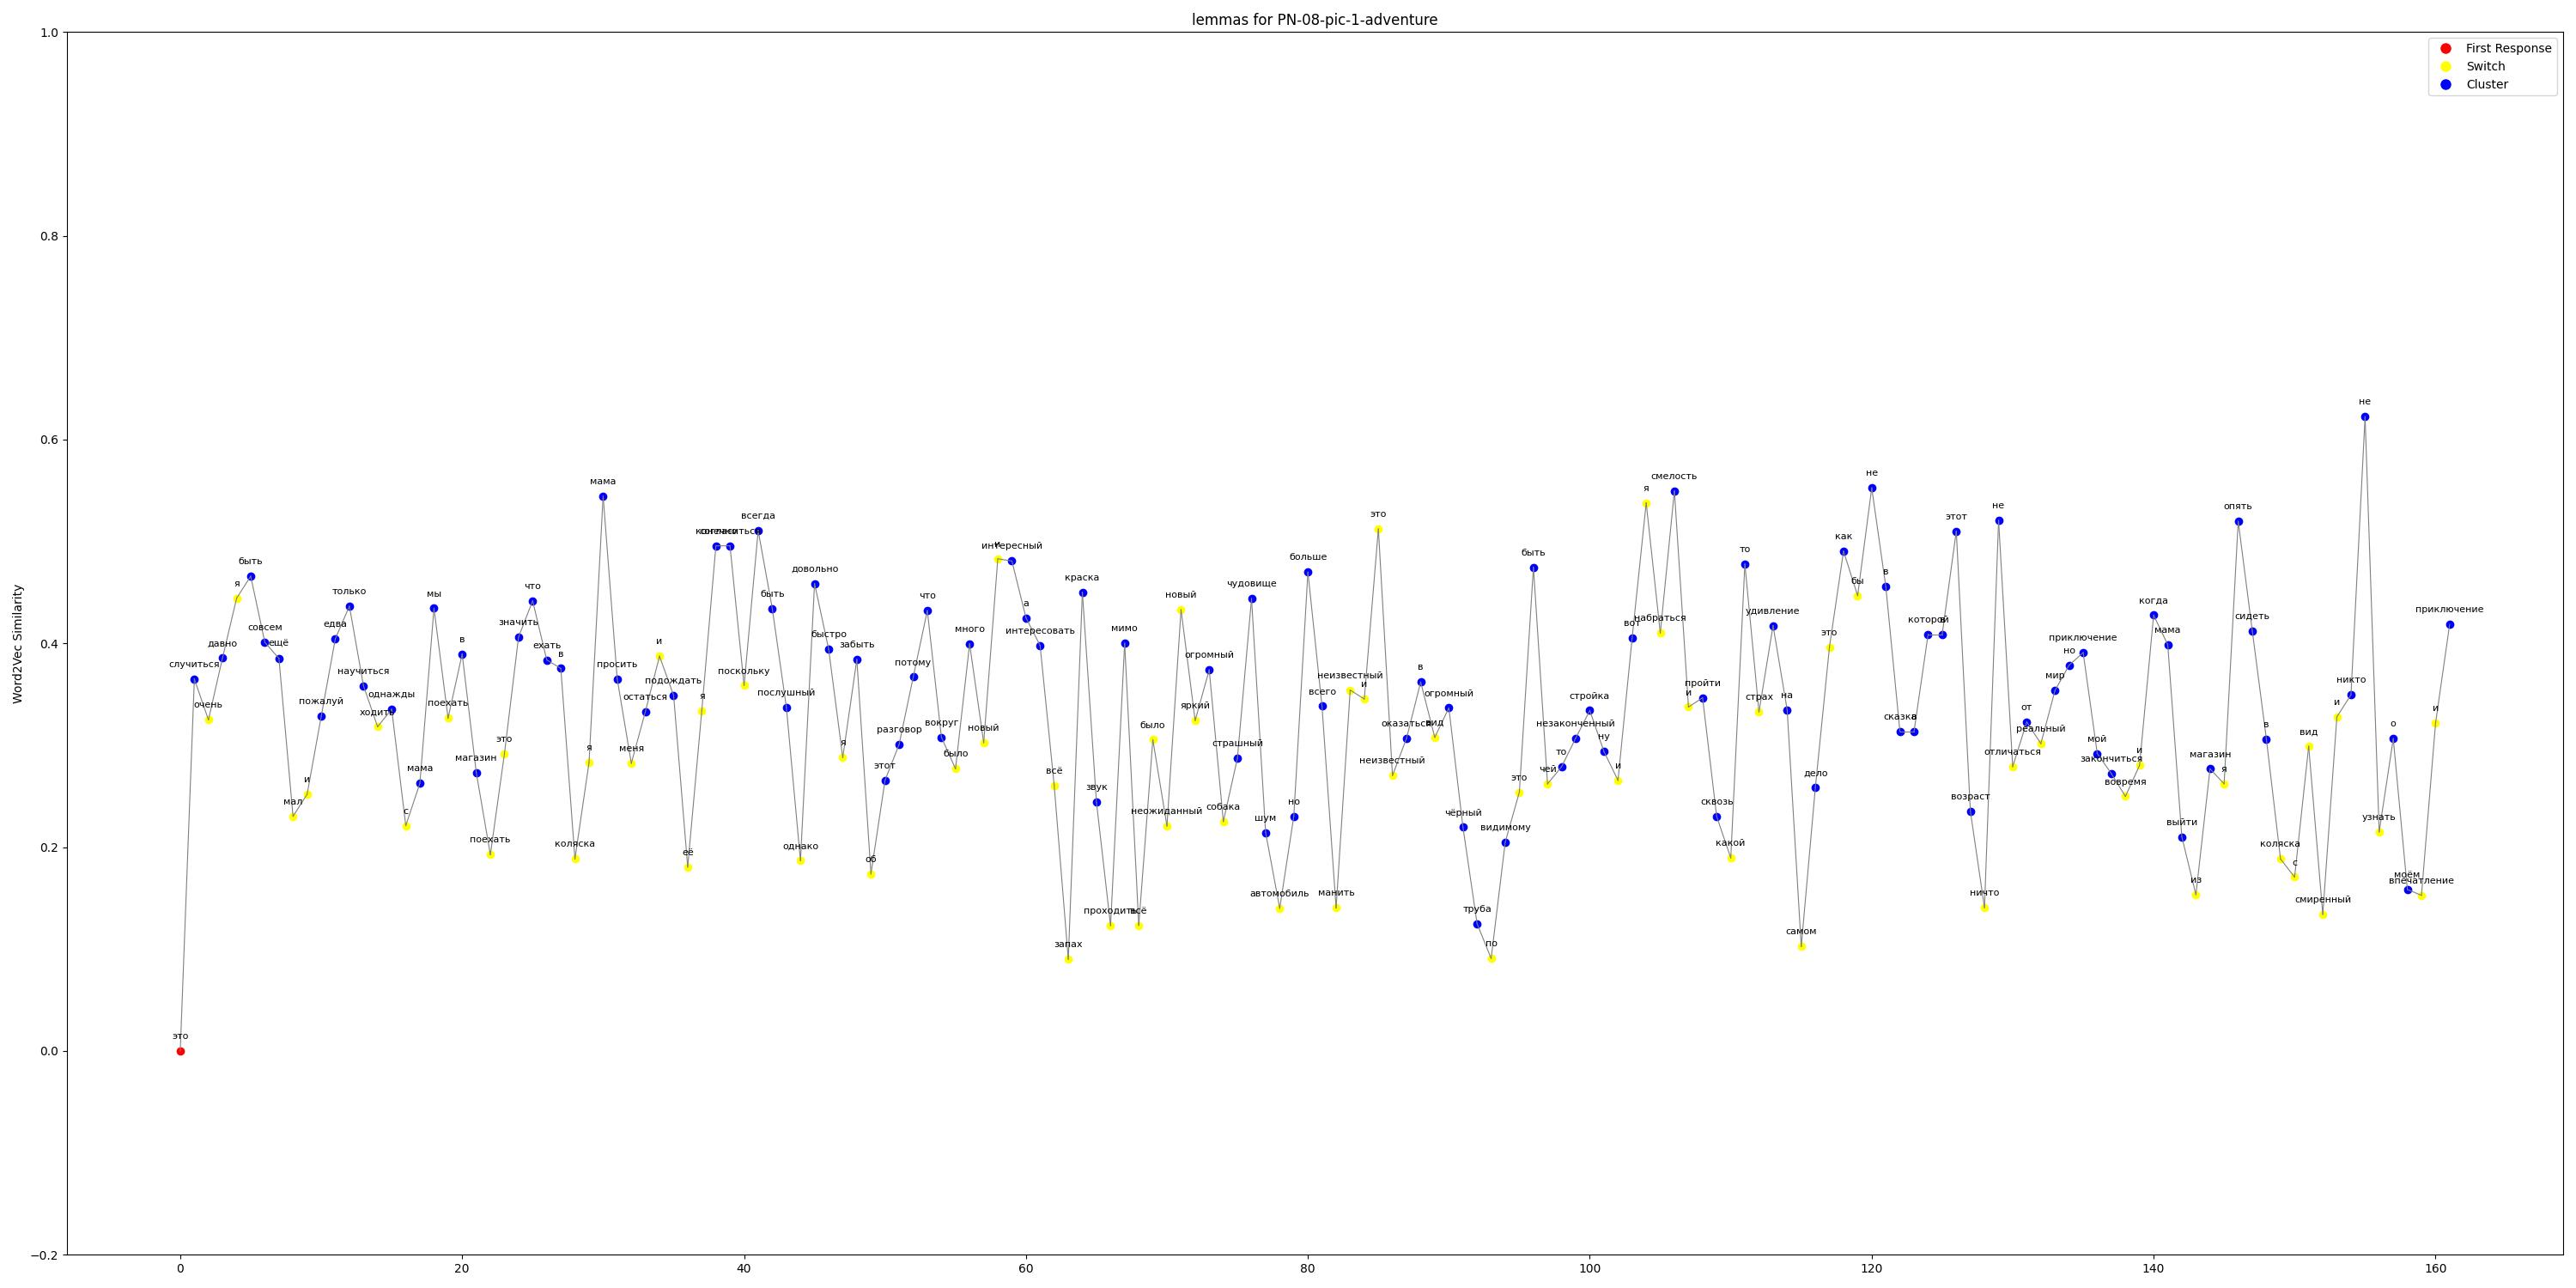 lemmas for PN-08-pic-1-adventure
First Response
Switch
Cluster
Word2Vec Similarity
1.0
0.8
0.6
0.4
0.2
0.0
−0.2
0 20 40 60 80 100 120 140 160
это
случиться
очень
давно
я
быть
совсем
ещё
мал
и
пожалуй
едва
только
научиться
ходить
однажды
с
мама
мы
поехать
в
магазин
поехать
это
значить
что
ехать
в
коляска
я
мама
просить
меня
остаться
и
подождать
её
я
конечно
согласиться
поскольку
всегда
быть
послушный
однако
довольно
быстро
я
забыть
об
этот
разговор
потому
что
вокруг
было
много
новый
и
интересный
а
интересовать
всё
запах
краска
звук
проходить
мимо
всё
было
неожиданный
новый
яркий
огромный
собака
страшный
чудовище
шум
автомобиль
но
больше
всего
манить
неизвестный
и
это
неизвестный
оказаться
в
вид
огромный
чёрный
труба
по
видимому
это
быть
чей
то
стройка
незаконченный
ну
и
вот
я
набраться
смелость
и
пройти
сквозь
какой
то
страх
удивление
на
самом
дело
это
как
бы
не
в
сказка
в
которой
в
этот
возраст
ничто
не
отличаться
от
реальный
мир
но
приключение
мой
закончиться
вовремя
и
когда
мама
выйти
из
магазин
я
опять
сидеть
в
коляска
с
вид
смиренный
и
никто
не
узнать
о
моём
впечатление
и
приключение